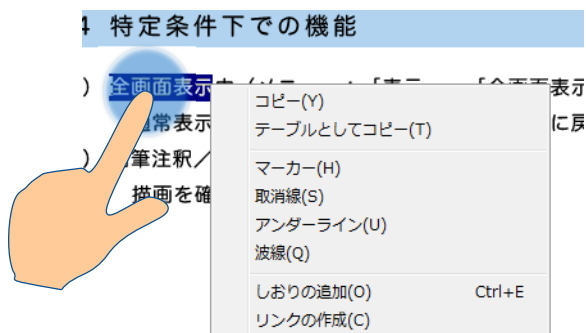 4 特定条件下での機能
) 全画面表示
通常表示
) 筆注釈／
描画を確
コピー(Y)
テーブルとしてコピー(T)
に戻
マーカー(H)
取消線(S)
アンダーライン(U)
波線(Q)
しおりの追加(O) Ctrl+E
リンクの作成(C)